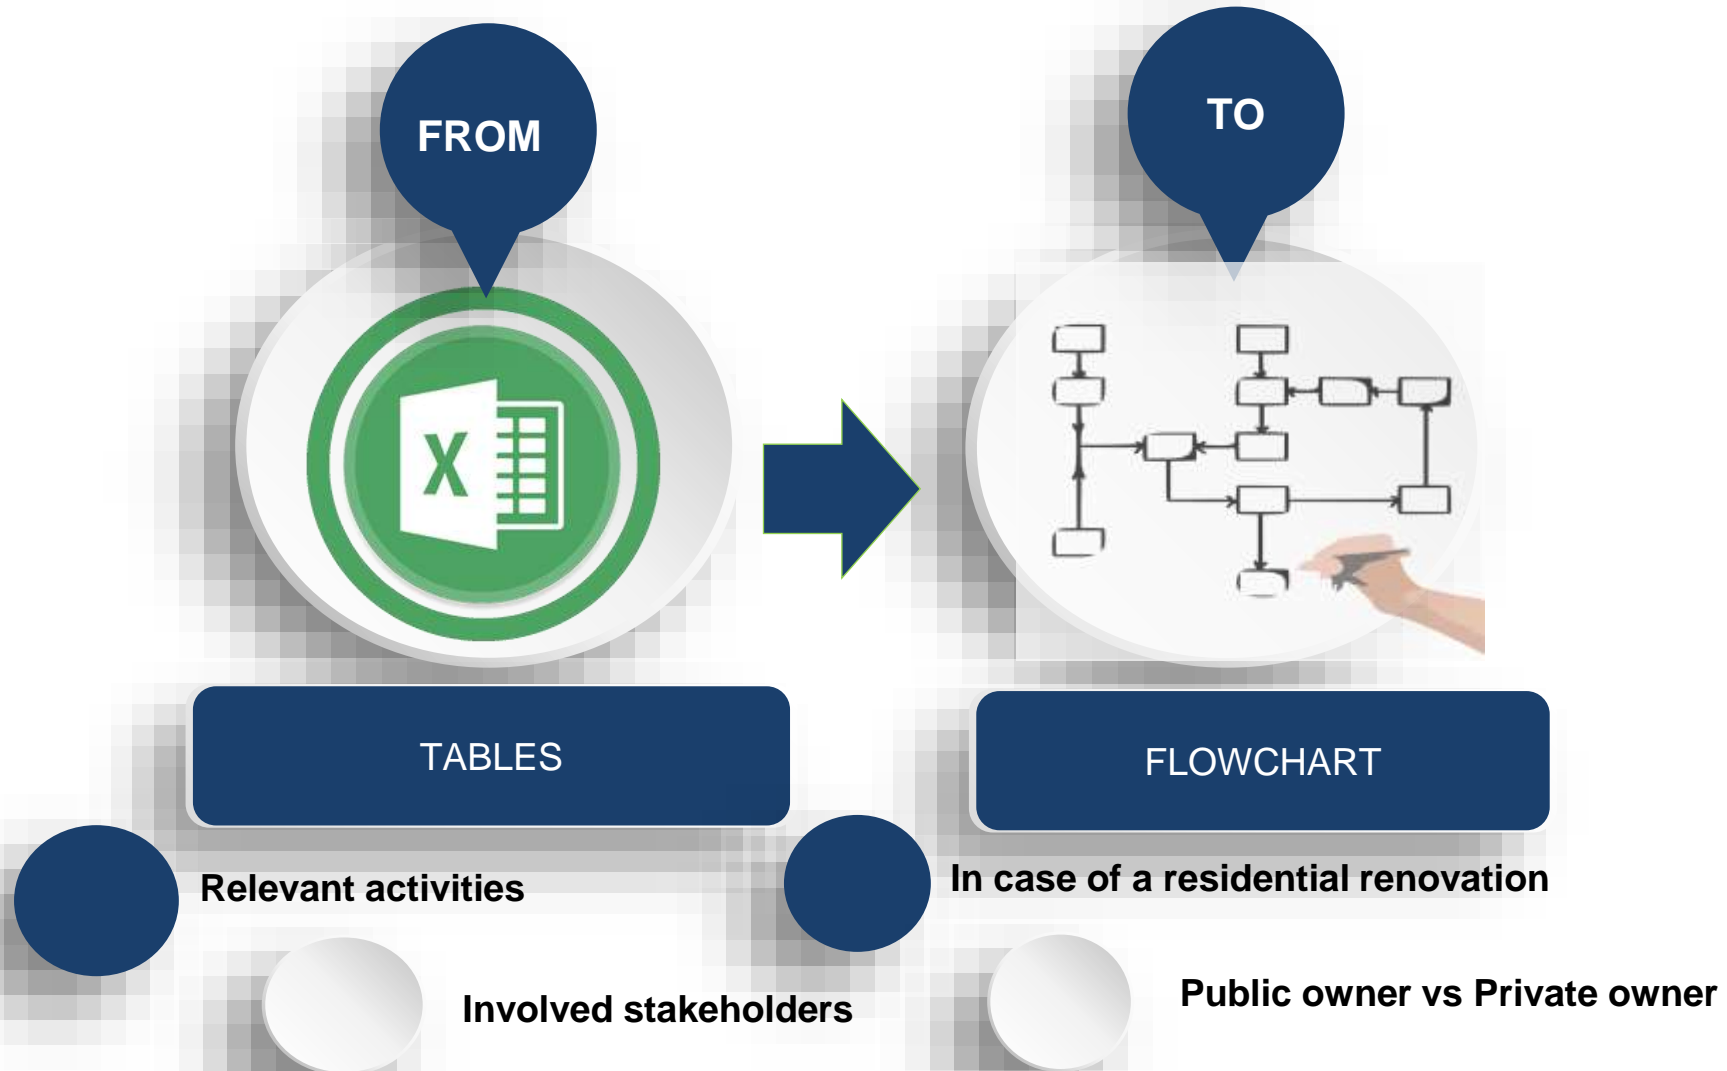 FROM
TO
X
TABLES
FLOWCHART
Relevant activities
In case of a residential renovation
Involved stakeholders
Public owner vs Private owner